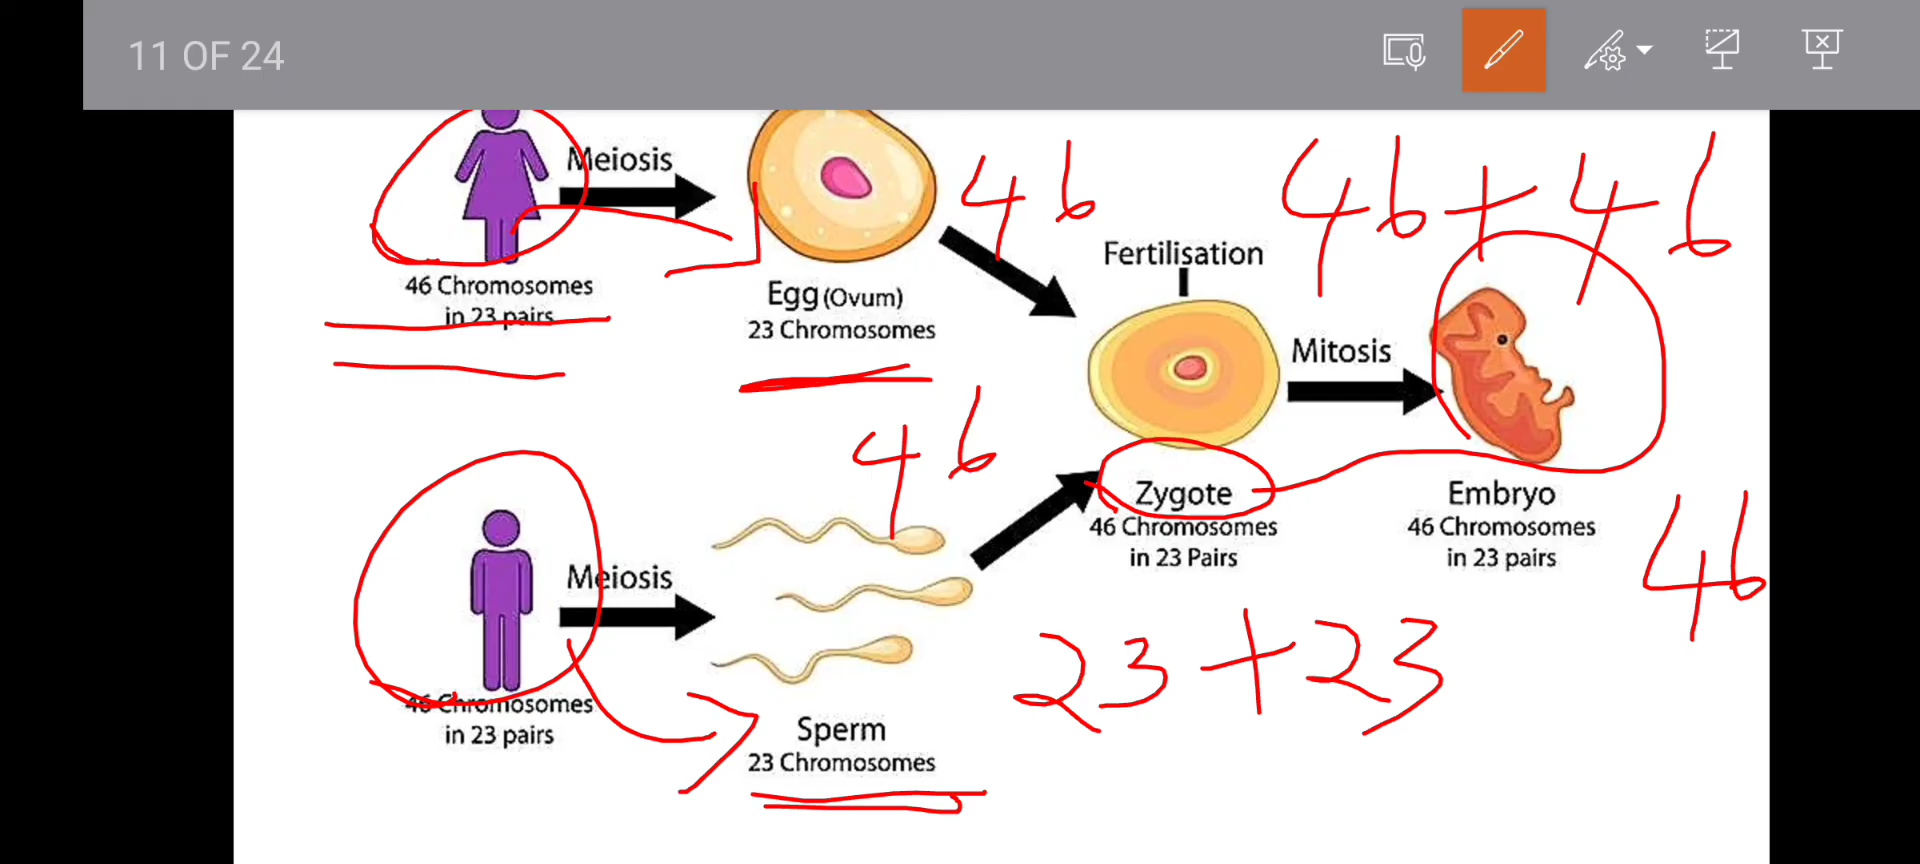 11 OF 24
Meiosis
46 Chromosomes
in 23 pairs
Egg (Ovum)
23 Chromosomes
46
46+46
Fertilisation
Mitosis
46
Zygote
46 Chromosomes
in 23 Pairs
Embryo
46 Chromosomes
in 23 pairs
46
Meiosis
46 Chromosomes
in 23 pairs
Sperm
23 Chromosomes
23+23